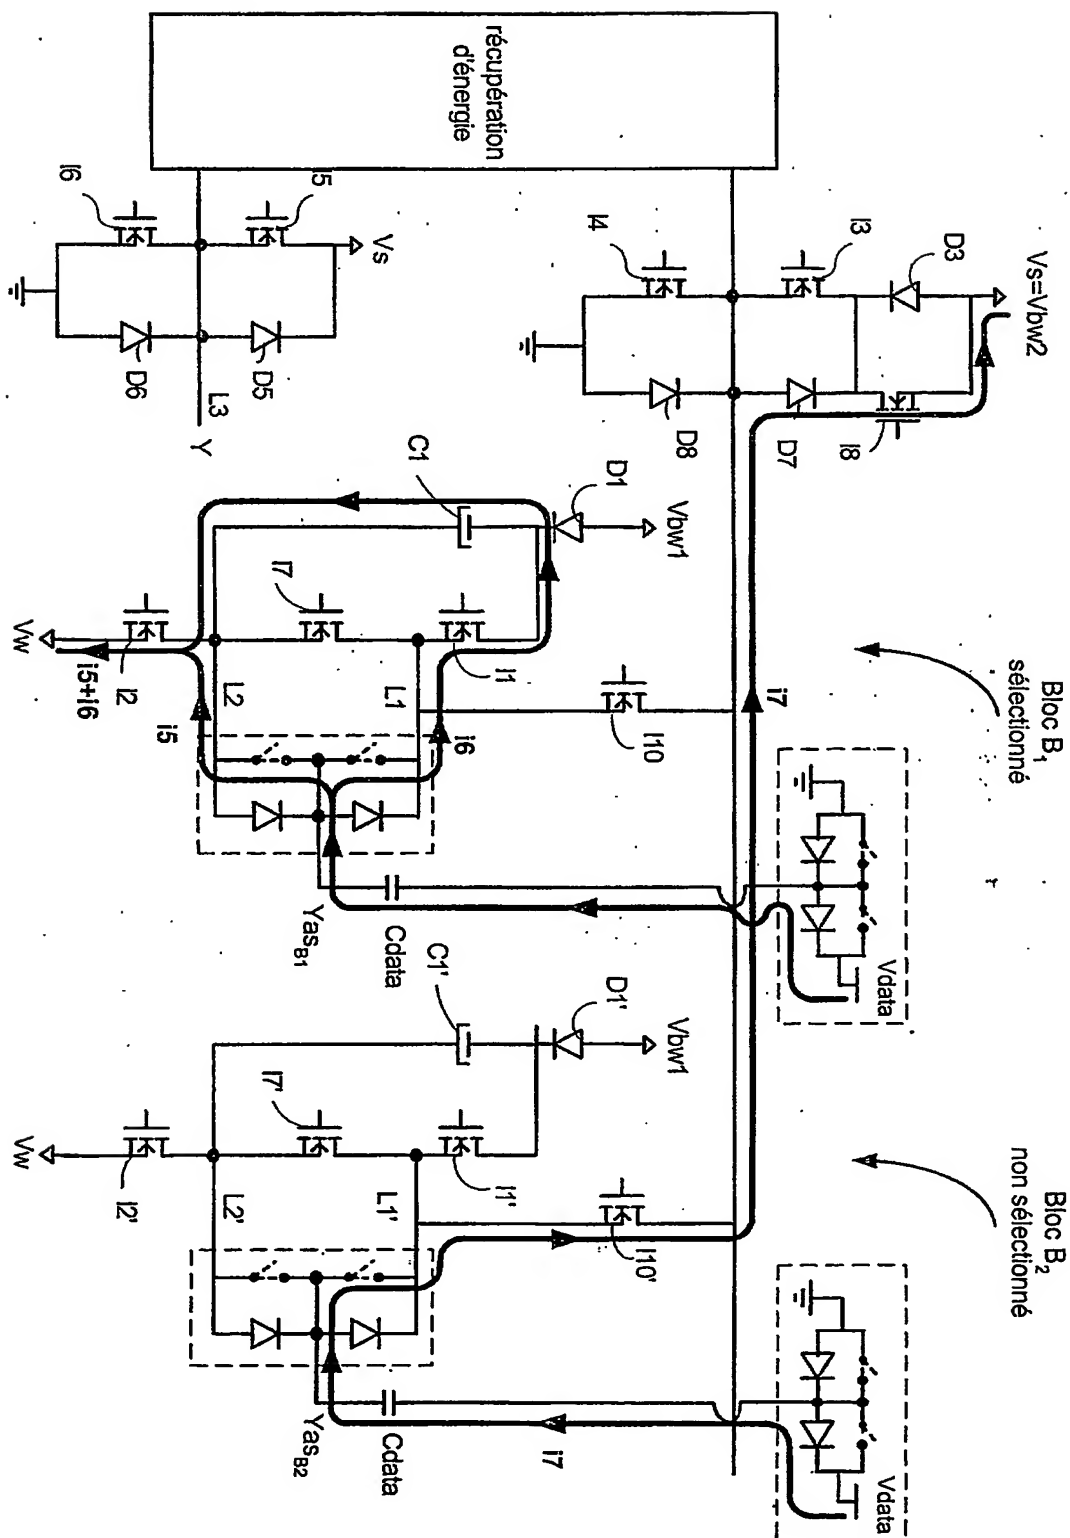 récupération
d'énergie
Vs=Vbw2
D3
I3
I8
D7
I4
D8
I5
Vs
I6
D5
D6
L3
Y
Bloc B1
sélectionné
i7
Vdata
Vbw1
D1
C1
I10
I1
I7
L1
L2
I2
Vw
i6
i5
i5+i6
YasB1
Cdata
Bloc B2
non sélectionné
Vdata
Vbw1
D1'
C1'
I10'
I1'
I7'
L1'
L2'
I2'
Vw
YasB2
Cdata
i7